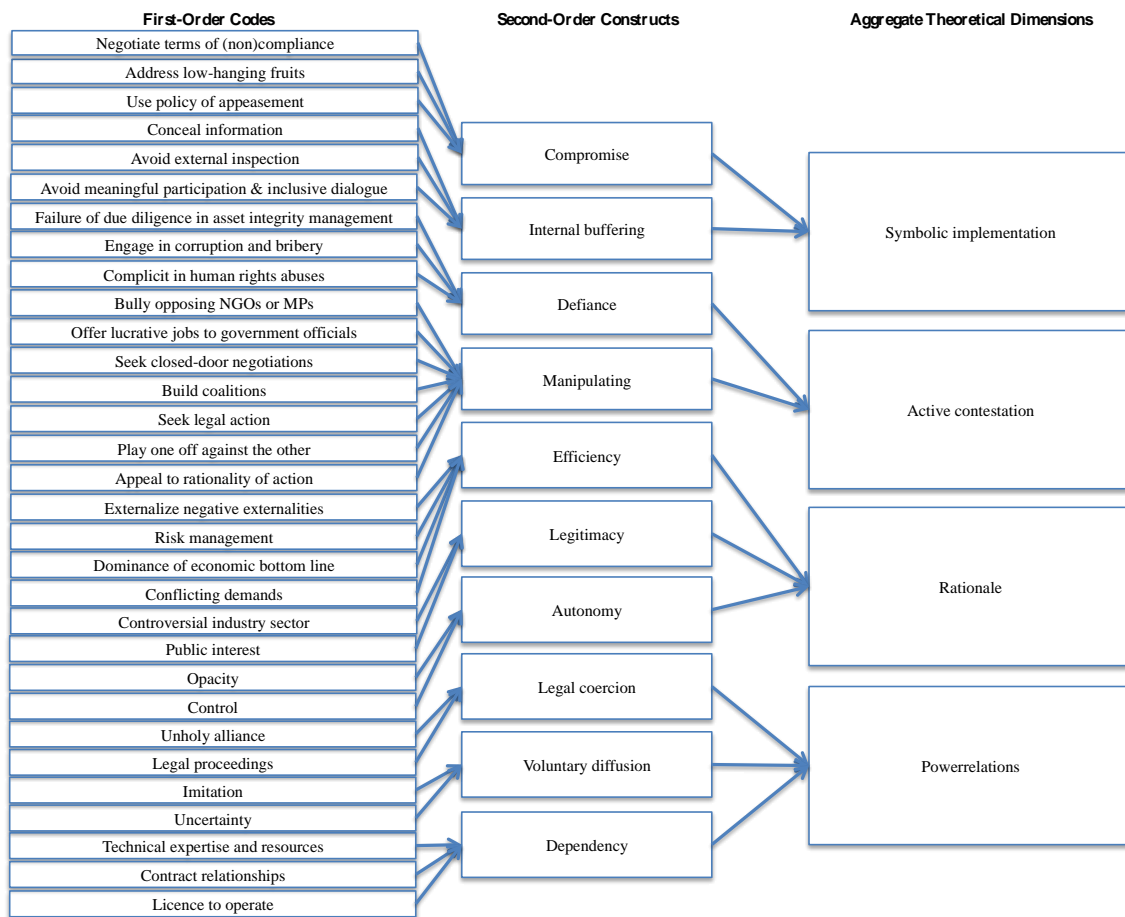 First-Order Codes
Second-Order Constructs
Aggregate Theoretical Dimensions
Negotiate terms of (non)compliance
Address low-hanging fruits
Use policy of appeasement
Conceal information
Avoid external inspection
Avoid meaningful participation & inclusive dialogue
Failure of due diligence in asset integrity management
Engage in corruption and bribery
Complicit in human rights abuses
Bully opposing NGOs or MPs
Offer lucrative jobs to government officials
Seek closed-door negotiations
Build coalitions
Seek legal action
Play one off against the other
Appeal to rationality of action
Externalize negative externalities
Risk management
Dominance of economic bottom line
Conflicting demands
Controversial industry sector
Public interest
Opacity
Control
Unholy alliance
Legal proceedings
Imitation
Uncertainty
Technical expertise and resources
Contract relationships
Licence to operate
Compromise
Internal buffering
Defiance
Manipulating
Efficiency
Legitimacy
Autonomy
Legal coercion
Voluntary diffusion
Dependency
Symbolic implementation
Active contestation
Rationale
Powerrelations